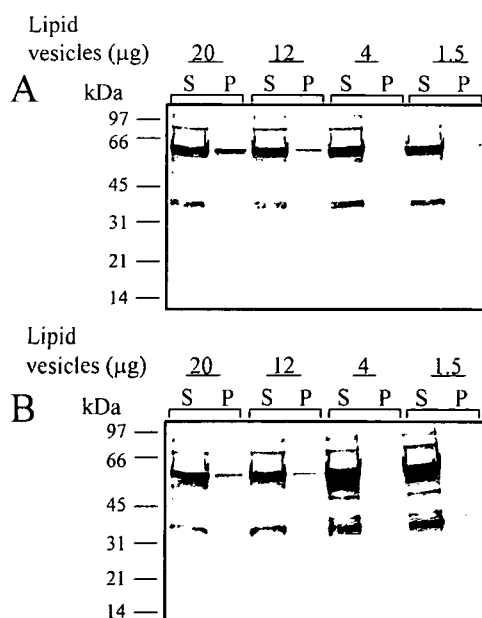 Lipid
vesicles (μg) 20 12 4 1.5
A kDa S P S P S P S P
97
66
45
31
21
14
Lipid
vesicles (μg) 20 12 4 1.5
B kDa S P S P S P S P
97
66
45
31
21
14